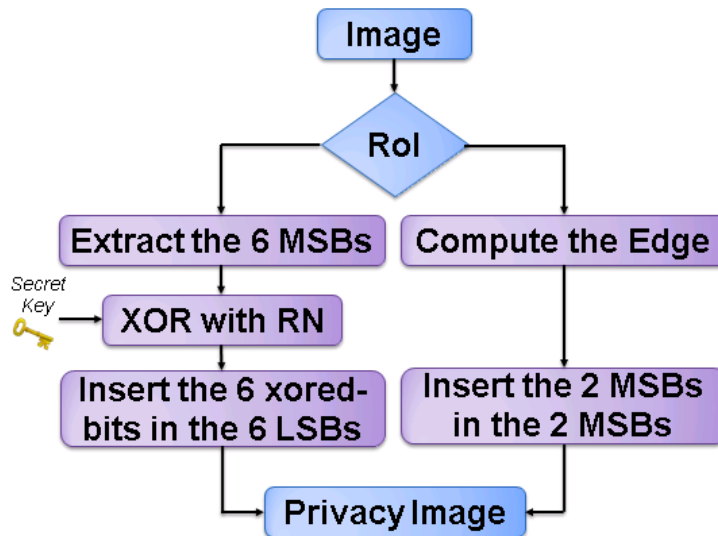 Image
RoI
Extract the 6 MSBs
Compute the Edge
Secret
Key
XOR with RN
Insert the 6 xored-
bits in the 6 LSBs
Insert the 2 MSBs
in the 2 MSBs
Privacy Image